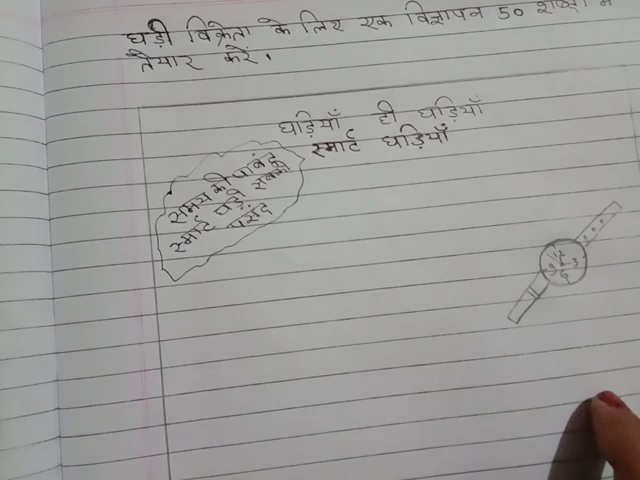 घड़ी विक्रेता के लिए एक विज्ञापन 50 शब्दों में
तैयार करें.
घड़ियाँ ही घड़ियाँ
स्मार्ट घड़ियाँ
समय की पाबंद
स्मार्ट घड़ी सबकी
पसंद